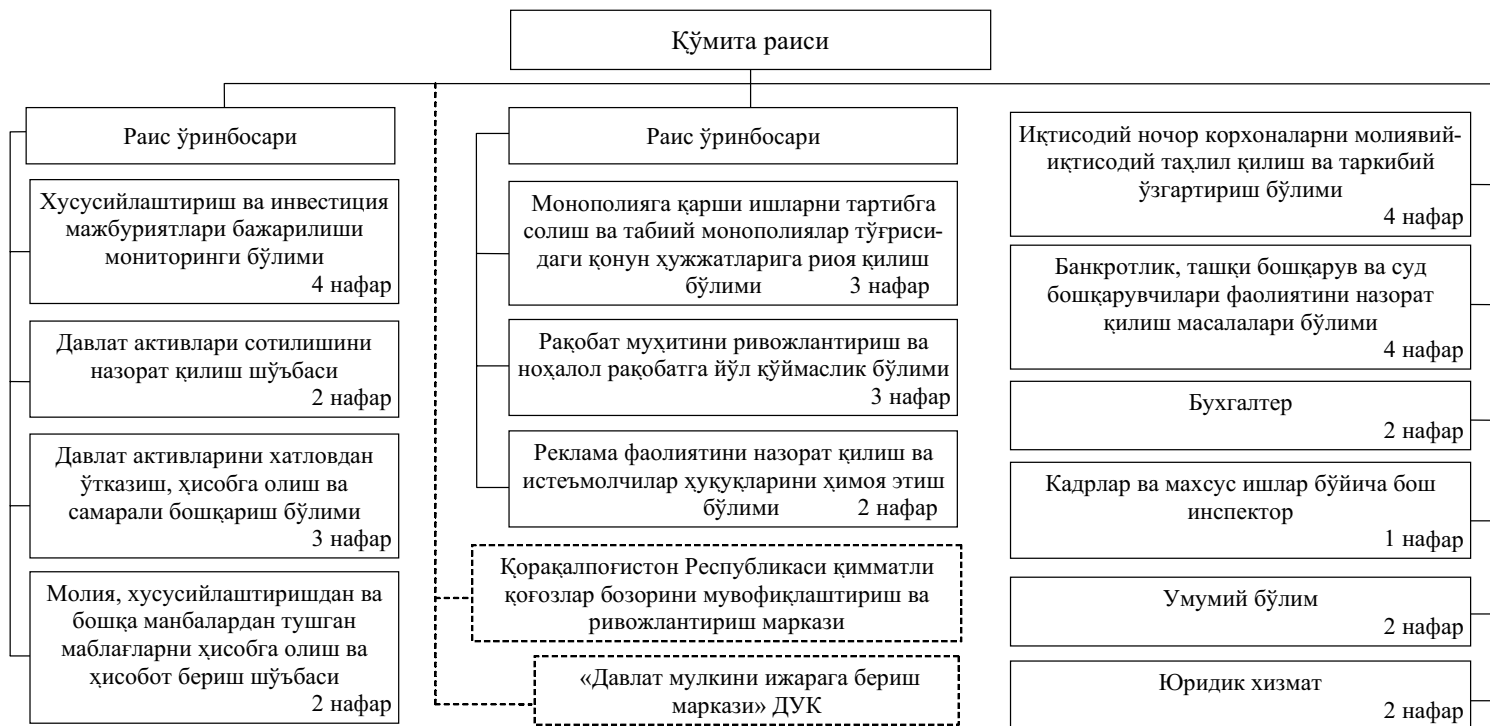 Қўмита раиси
Раис ўринбосари
Хусусийлаштириш ва инвестиция
мажбуриятлари бажарилиши
мониторинги бўлими
4 нафар
Давлат активлари сотилишини
назорат қилиш шўъбаси
2 нафар
Давлат активларини хатловдан
ўтказиш, ҳисобга олиш ва
самарали бошқариш бўлими
3 нафар
Молия, хусусийлаштиришдан ва
бошқа манбалардан тушган
маблағларни ҳисобга олиш ва
ҳисобот бериш шўъбаси
2 нафар
Раис ўринбосари
Монополияга қарши ишларни тартибга
солиш ва табиий монополиялар тўғриси-
даги қонун ҳужжатларига риоя қилиш
бўлими 3 нафар
Рақобат муҳитини ривожлантириш ва
ноҳалол рақобатга йўл қўймаслик бўлими
3 нафар
Реклама фаолиятини назорат қилиш ва
истеъмолчилар ҳуқуқларини ҳимоя этиш
бўлими 2 нафар
Қорақалпоғистон Республикаси қимматли
қоғозлар бозорини мувофиқлаштириш ва
ривожлантириш маркази
«Давлат мулкини ижарага бериш
маркази» ДУК
Иқтисодий ночор корхоналарни молиявий-
иқтисодий таҳлил қилиш ва таркибий
ўзгартириш бўлими
4 нафар
Банкротлик, ташқи бошқарув ва суд
бошқарувчилари фаолиятини назорат
қилиш масалалари бўлими
4 нафар
Бухгалтер
2 нафар
Кадрлар ва махсус ишлар бўйича бош
инспектор
1 нафар
Умумий бўлим
2 нафар
Юридик хизмат
2 нафар